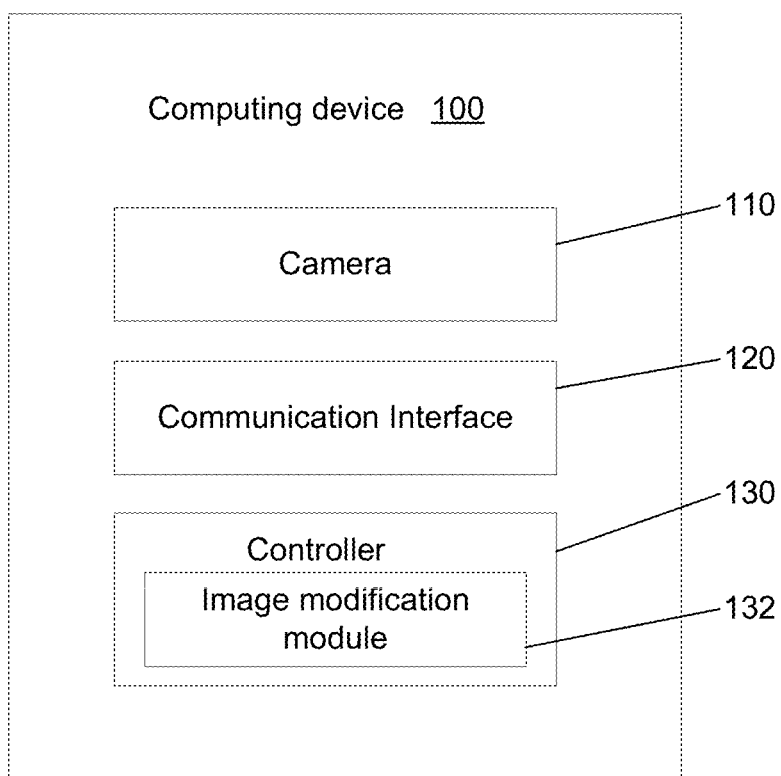 Computing device 100
110
Camera
120
Communication Interface
130
Controller
Image modification
module
132